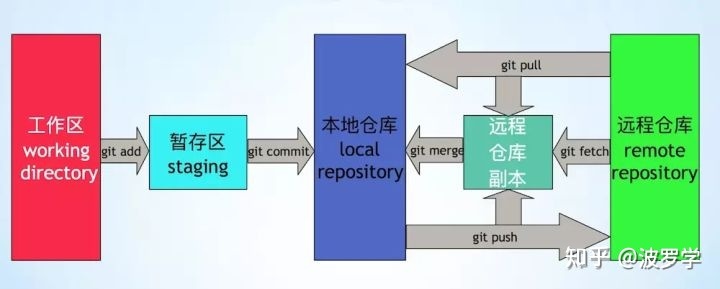 工作区
working
directory
git add
暂存区
staging
git commit
本地仓库
local
repository
git pull
git merge
远程
仓库
副本
git fetch
git push
远程仓库
remote
repository
知乎 @波罗学